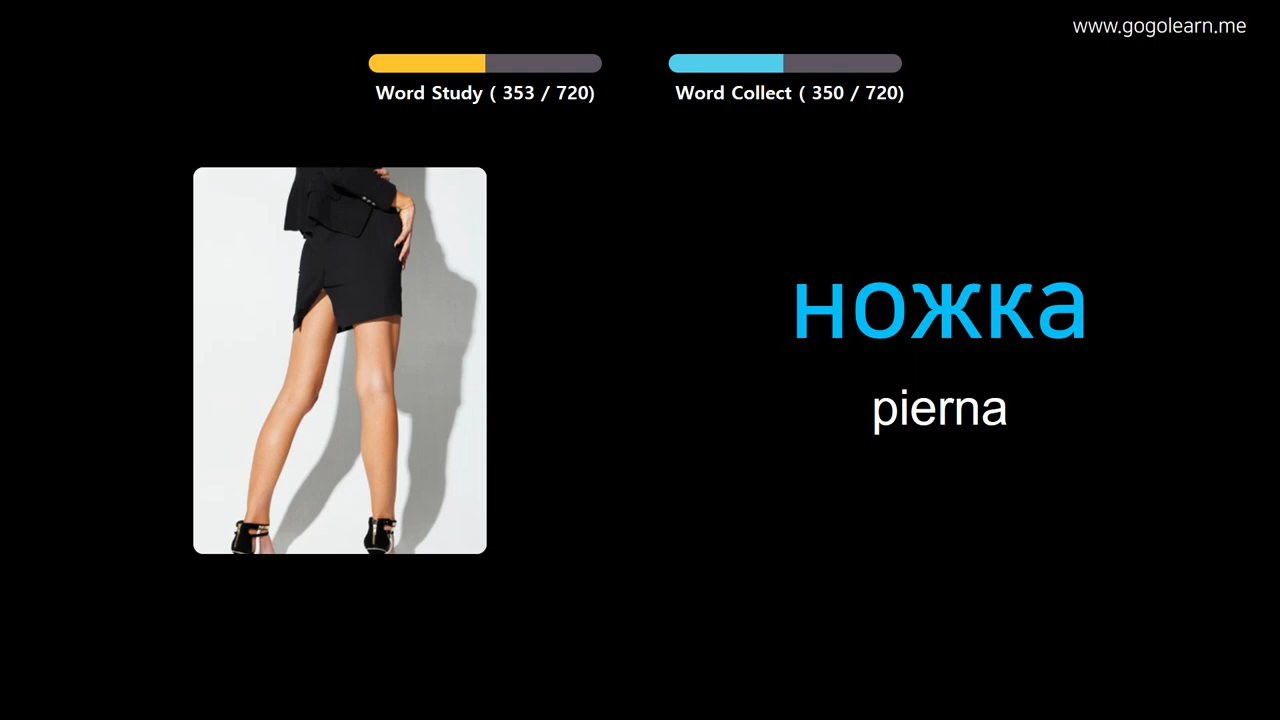 www.gogolearn.me
Word Study ( 353 / 720)
Word Collect ( 350 / 720)
ножка
pierna